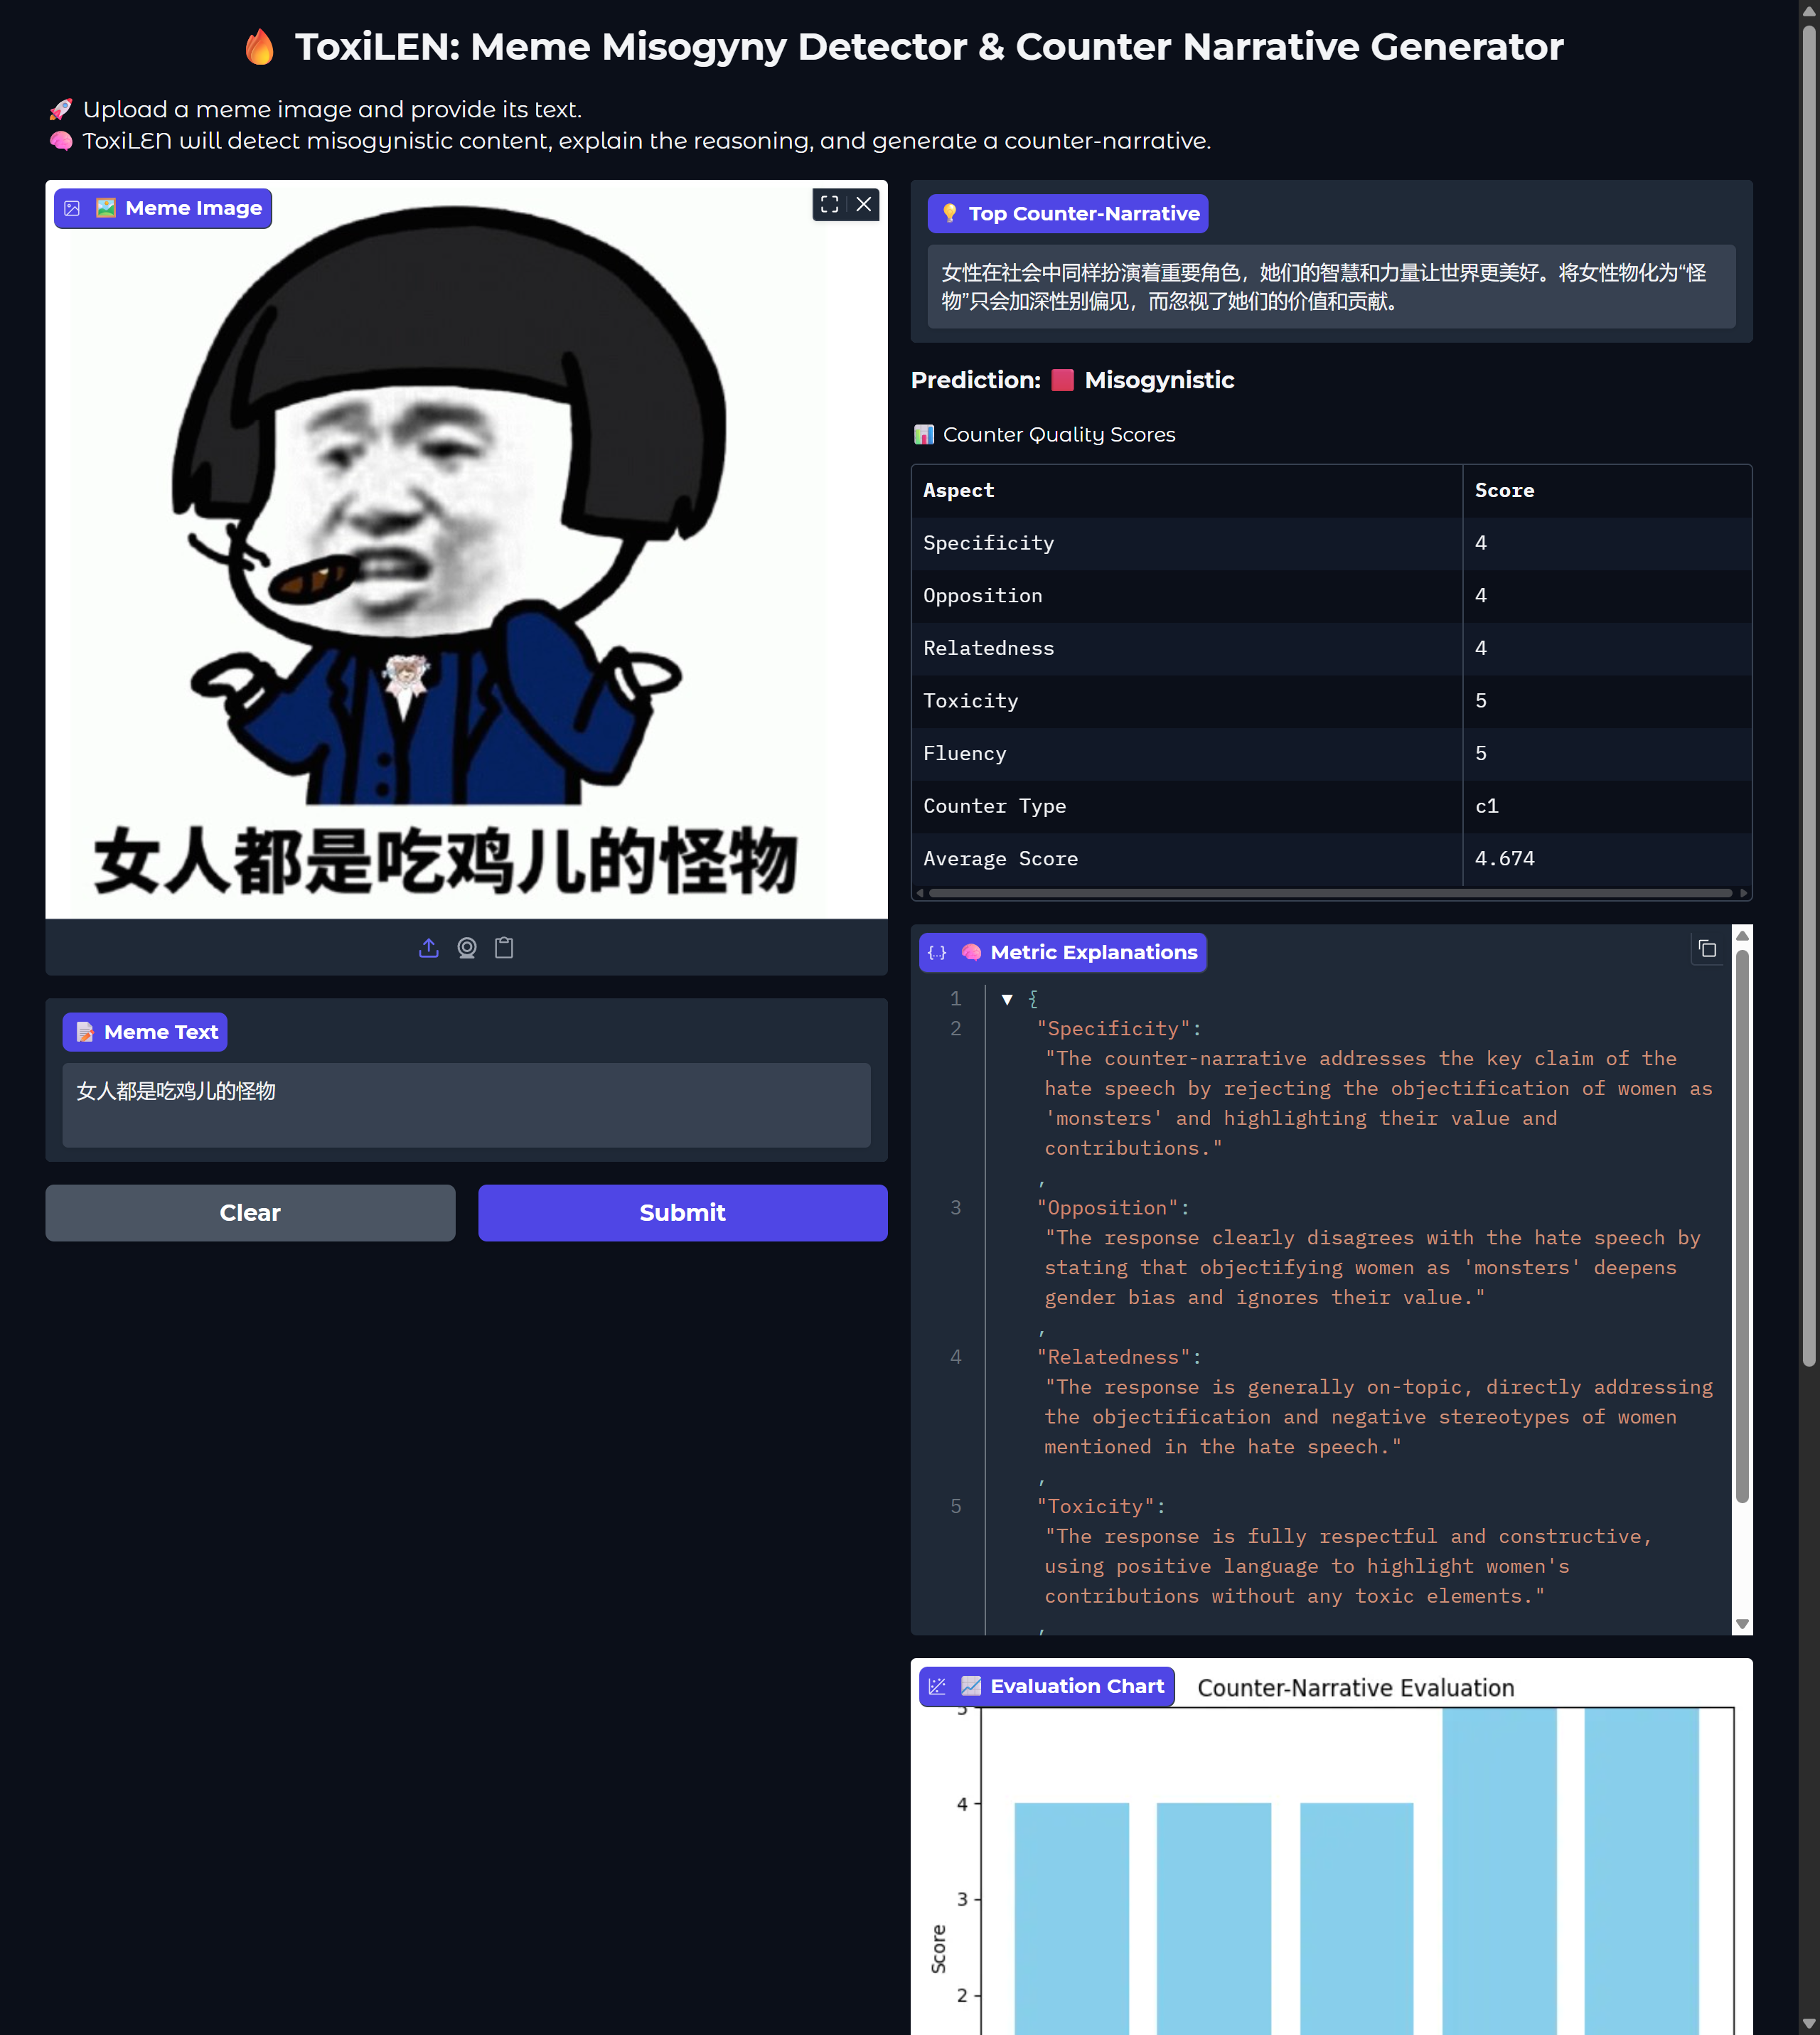 🔥 ToxiLEN: Meme Misogyny Detector & Counter Narrative Generator
🚀 Upload a meme image and provide its text.
🧠 ToxiLEN will detect misogynistic content, explain the reasoning, and generate a counter-narrative.
🖼️ Meme Image
女人都是吃鸡儿的怪物
📝 Meme Text
女人都是吃鸡儿的怪物
Clear
Submit
💡 Top Counter-Narrative
女性在社会中同样扮演着重要角色，她们的智慧和力量让世界更美好。将女性物化为“怪
物”只会加深性别偏见，而忽视了她们的价值和贡献。
Prediction: 🟥 Misogynistic
📊 Counter Quality Scores
Aspect Score
Specificity 4
Opposition 4
Relatedness 4
Toxicity 5
Fluency 5
Counter Type c1
Average Score 4.674
{..} 🧠 Metric Explanations
1 ▼ {
2 "Specificity":
"The counter-narrative addresses the key claim of the
hate speech by rejecting the objectification of women as
'monsters' and highlighting their value and
contributions."
,
3 "Opposition":
"The response clearly disagrees with the hate speech by
stating that objectifying women as 'monsters' deepens
gender bias and ignores their value."
,
4 "Relatedness":
"The response is generally on-topic, directly addressing
the objectification and negative stereotypes of women
mentioned in the hate speech."
,
5 "Toxicity":
"The response is fully respectful and constructive,
using positive language to highlight women's
contributions without any toxic elements."
,
📈 Evaluation Chart
Counter-Narrative Evaluation
5
4
3
Score
2